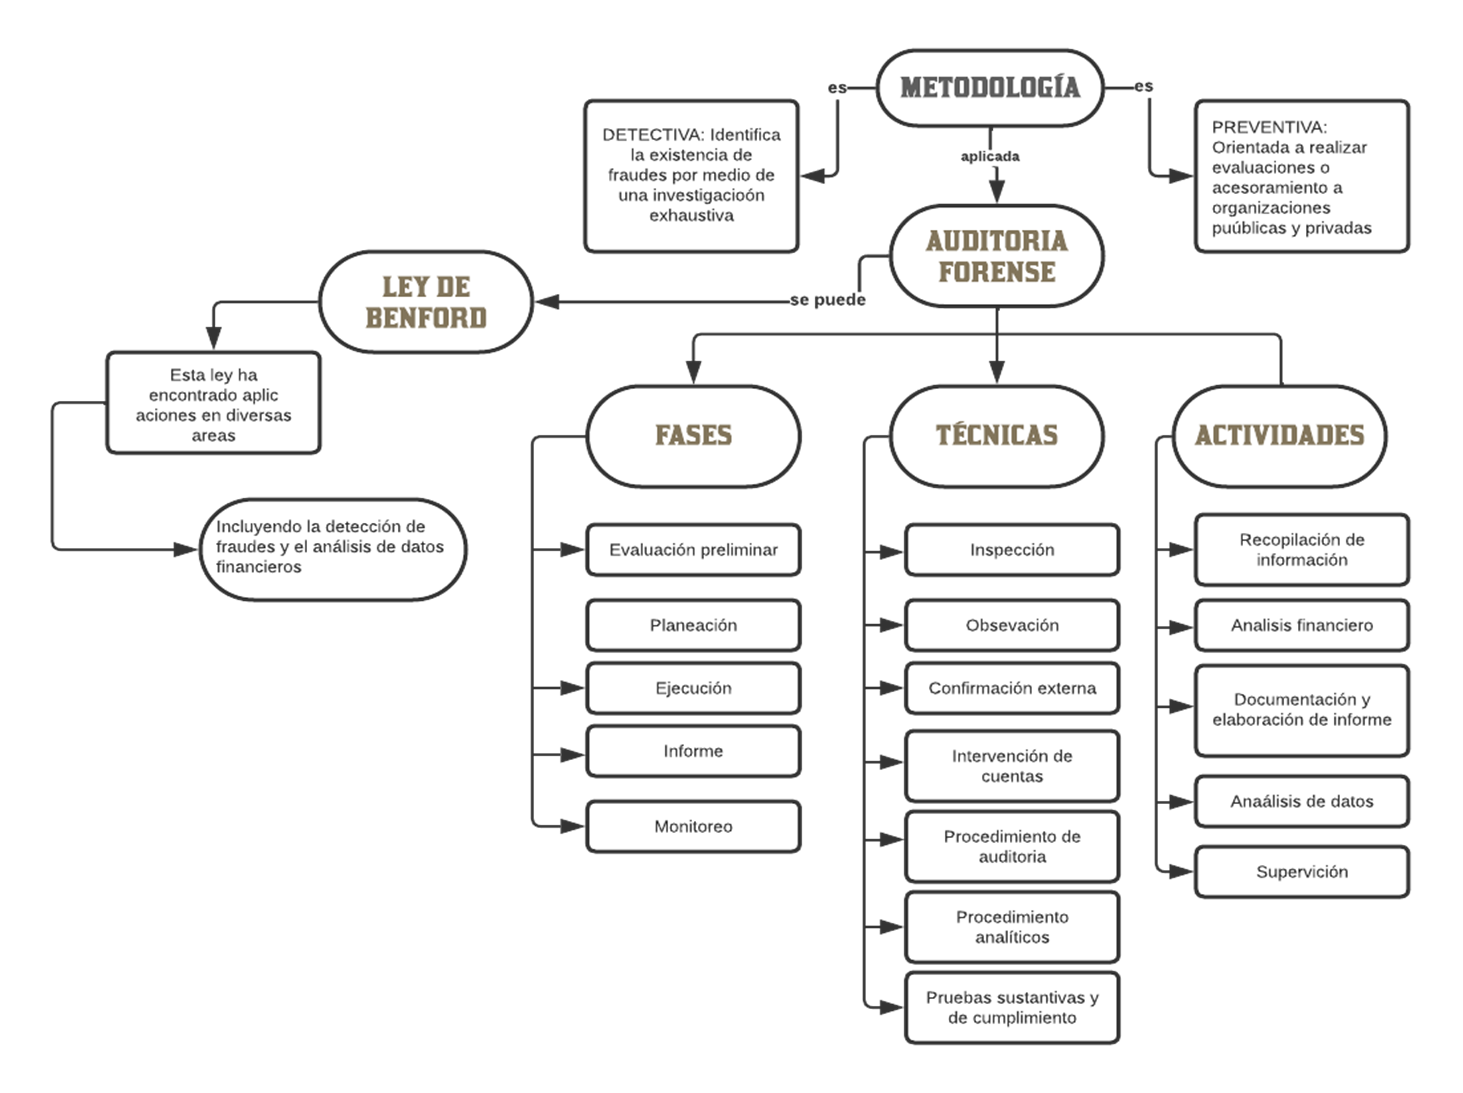 METODOLOGÍA
es
es
DETECTIVA: Identifica
la existencia de
fraudes por medio de
una investigacioón
exhaustiva
PREVENTIVA:
Orientada a realizar
evaluaciones o
acesoramiento a
organizaciones
puúblicas y privadas
aplicada
AUDITORIA
FORENSE
se puede
LEY DE
BENFORD
Esta ley ha
encontrado aplic
aciones en diversas
areas
Incluyendo la detección de
fraudes y el análisis de datos
financieros
FASES
Evaluación preliminar
Planeación
Ejecución
Informe
Monitoreo
TÉCNICAS
Inspección
Obsevación
Confirmación externa
Intervención de
cuentas
Procedimiento de
auditoria
Procedimiento
analíticos
Pruebas sustantivas y
de cumplimiento
ACTIVIDADES
Recopilación de
información
Analisis financiero
Documentación y
elaboración de informe
Anaálisis de datos
Supervición